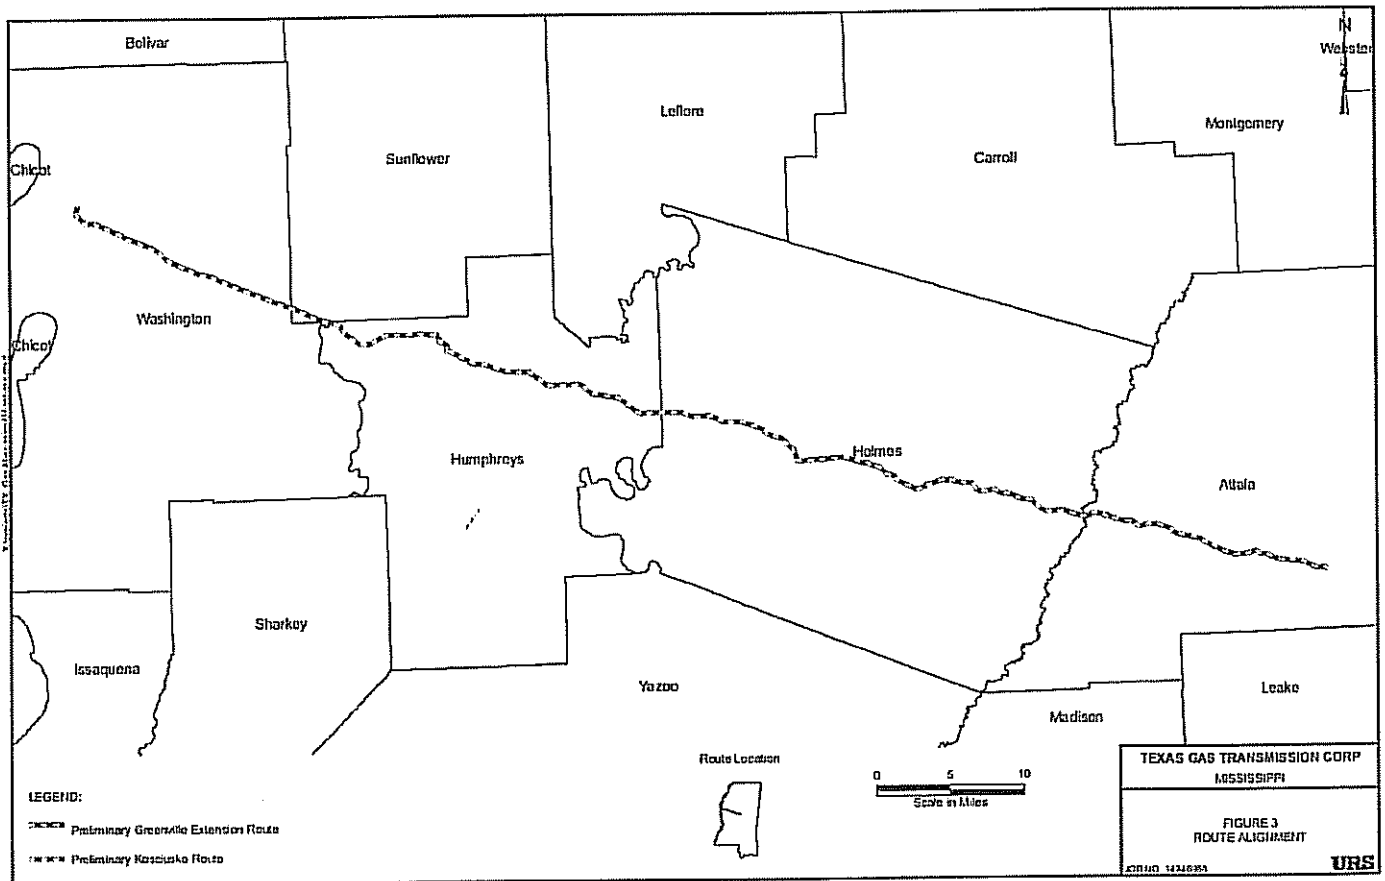 Bolivar
N
Webster
Leflore
Montgomery
Sunflower
Carroll
Chicot
Washington
Chicot
Holmes
Humphreys
Attala
Sharkey
Issaquena
Yazoo
Leake
Madison
Route Location
0 5 10
Scale in Miles
LEGEND:
Preliminary Greenville Extension Route
Preliminary Kosciusko Route
TEXAS GAS TRANSMISSION CORP
MISSISSIPPI
FIGURE 3
ROUTE ALIGNMENT
JOB NO.
URS